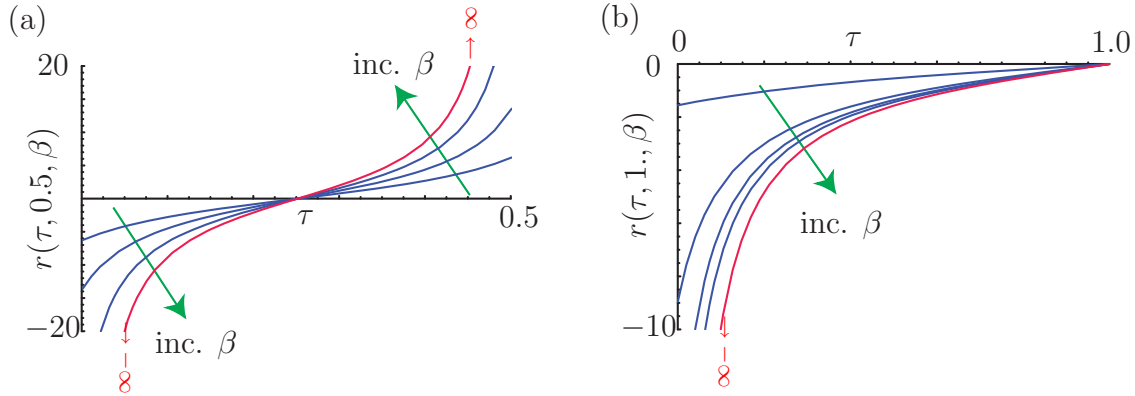 (a)
∞
20
inc. β
r(τ, 0.5, β)
τ
0.5
−20
inc. β
−∞
(b)
0
τ
1.0
0
r(τ, 1., β)
inc. β
−10
−∞